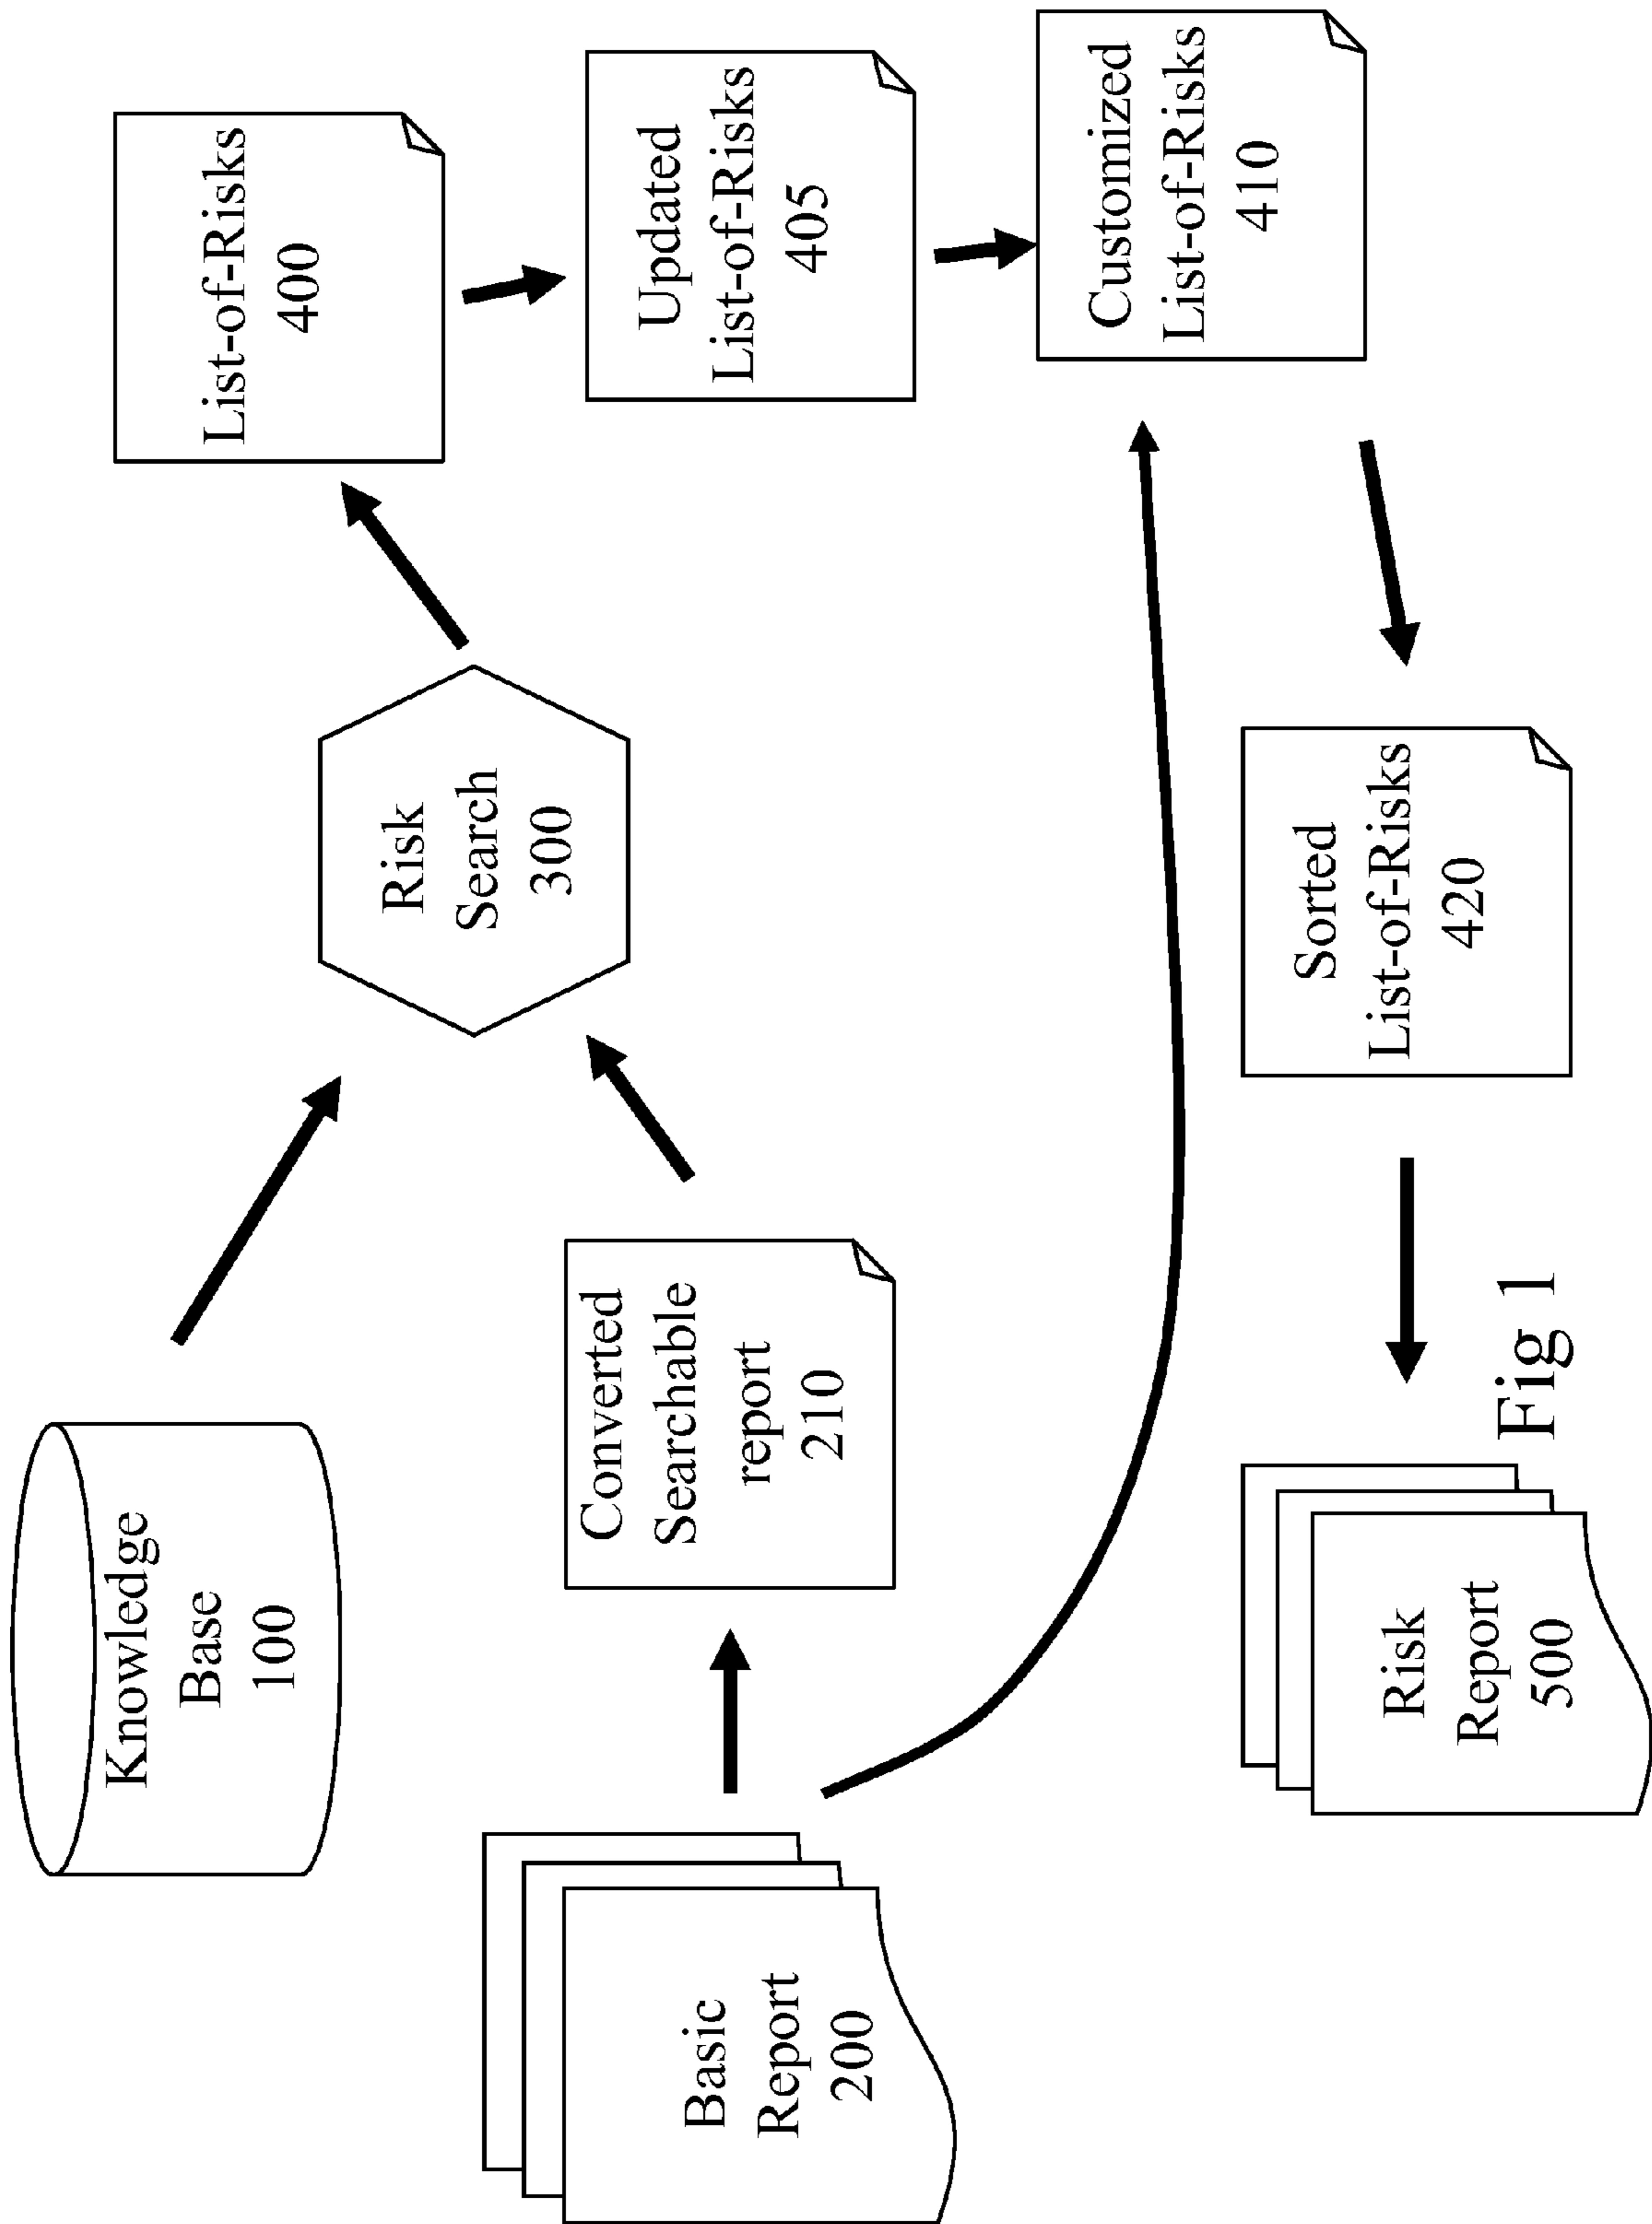 Knowledge
Base
100
List-of-Risks
400
Risk
Search
300
Updated
List-of-Risks
405
Converted
Searchable
report
210
Basic
Report
200
Customized
List-of-Risks
410
Sorted
List-of-Risks
420
Risk
Report
500
Fig 1